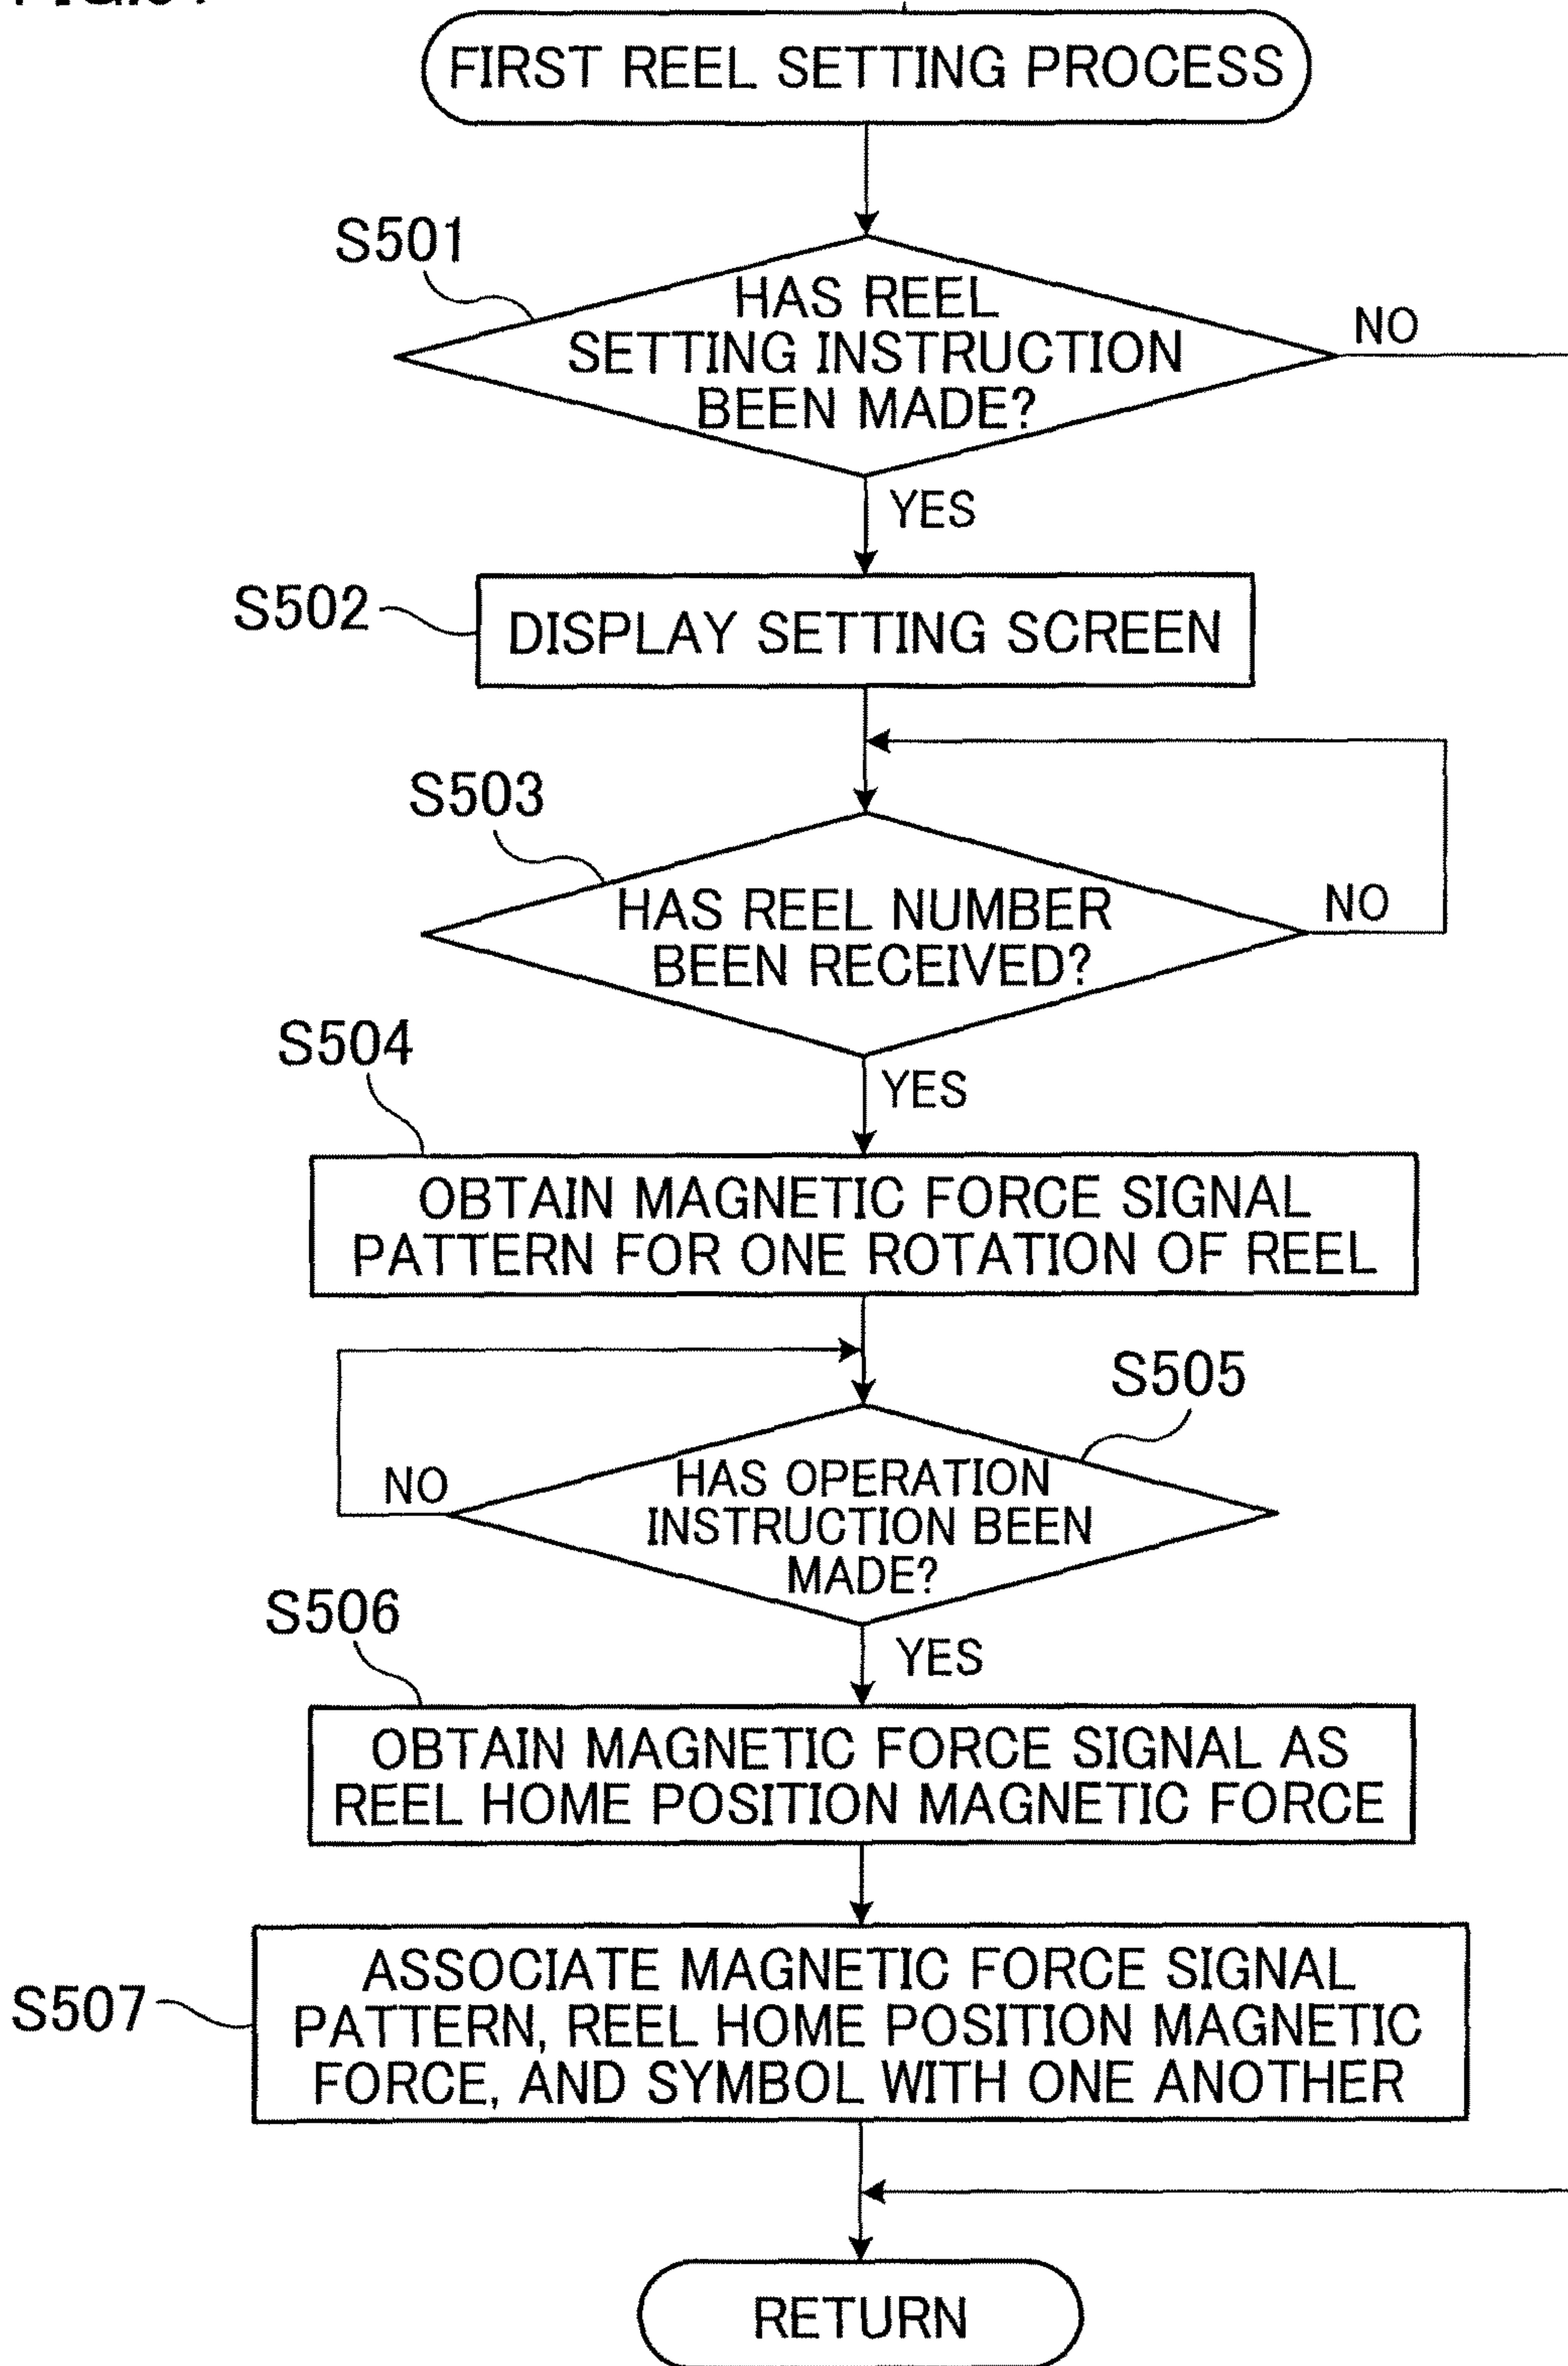 FIRST REEL SETTING PROCESS
S501
HAS REEL
SETTING INSTRUCTION
BEEN MADE?
NO
YES
S502
DISPLAY SETTING SCREEN
S503
HAS REEL NUMBER
BEEN RECEIVED?
NO
S504
YES
OBTAIN MAGNETIC FORCE SIGNAL
PATTERN FOR ONE ROTATION OF REEL
S505
NO
HAS OPERATION
INSTRUCTION BEEN
MADE?
S506
YES
OBTAIN MAGNETIC FORCE SIGNAL AS
REEL HOME POSITION MAGNETIC FORCE
S507
ASSOCIATE MAGNETIC FORCE SIGNAL
PATTERN, REEL HOME POSITION MAGNETIC
FORCE, AND SYMBOL WITH ONE ANOTHER
RETURN